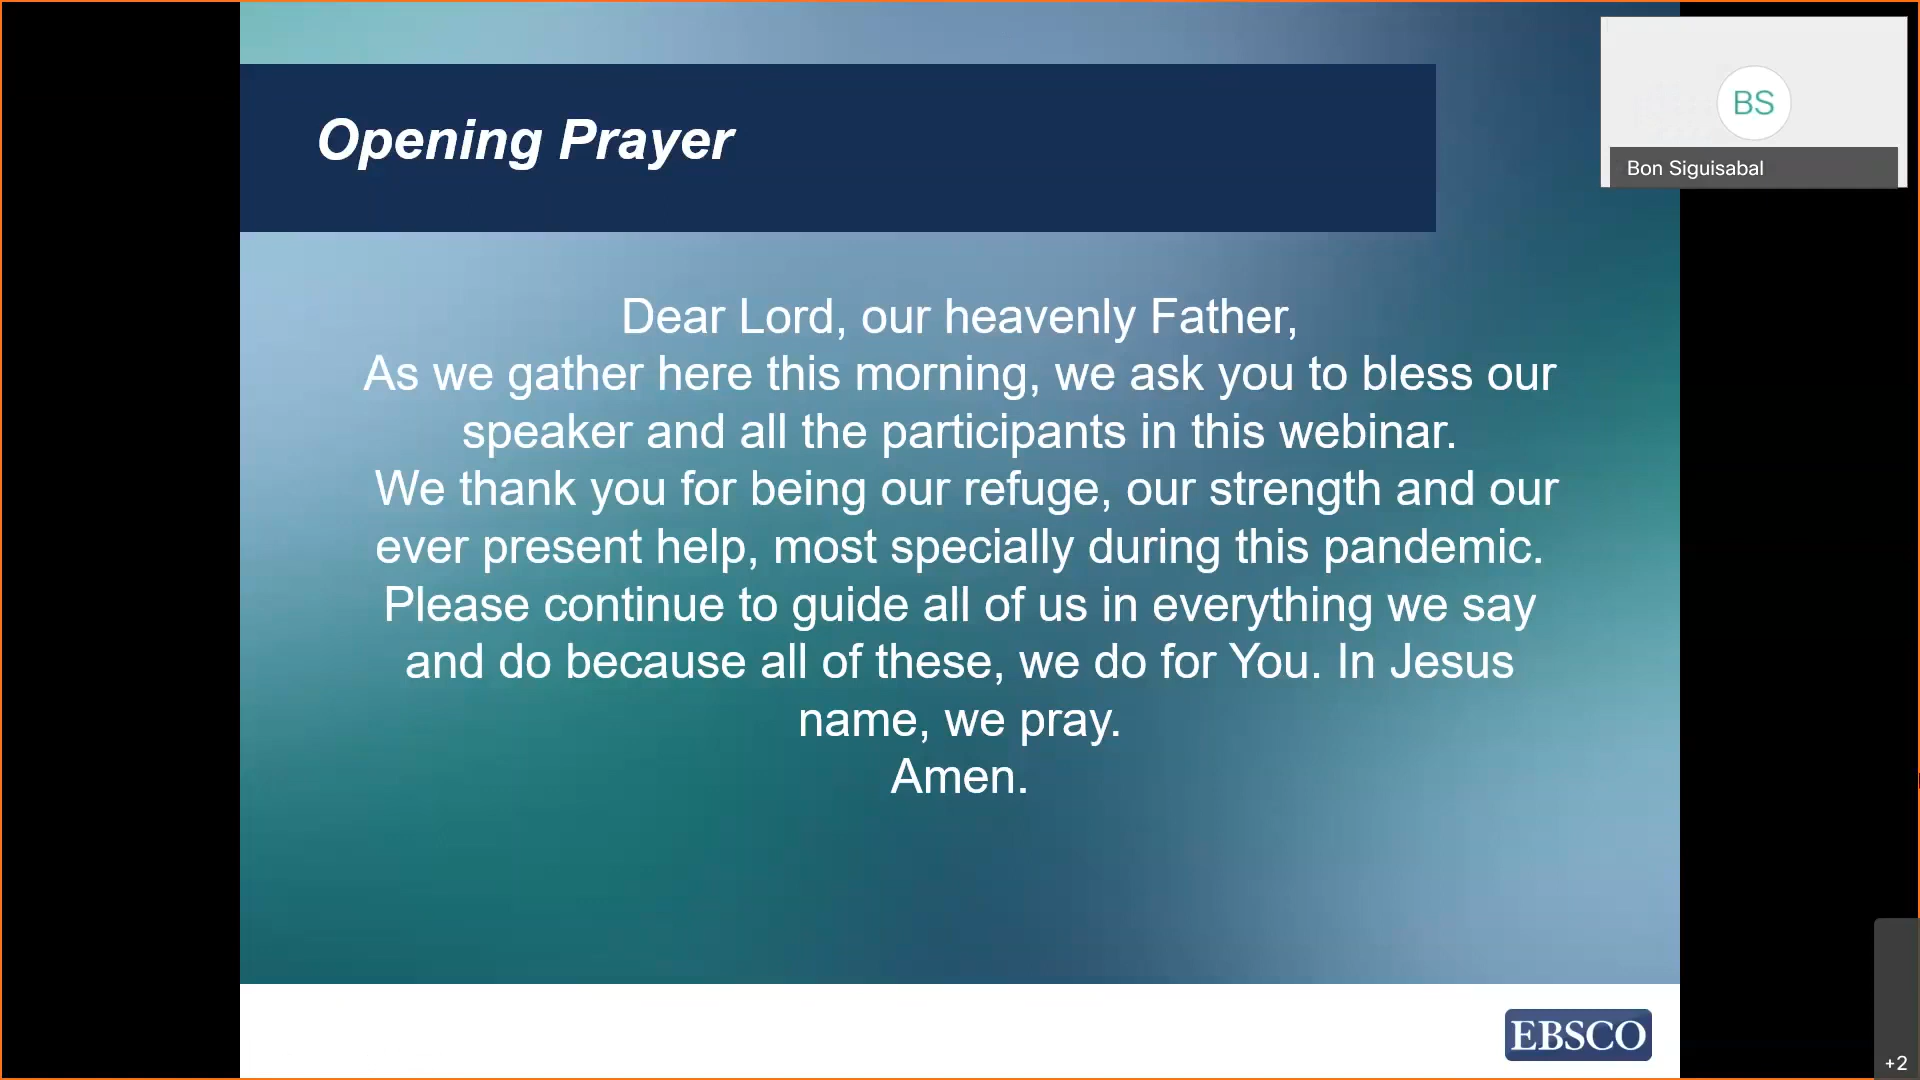 Opening Prayer
BS
Bon Siguisabal
Dear Lord, our heavenly Father,
As we gather here this morning, we ask you to bless our
speaker and all the participants in this webinar.
We thank you for being our refuge, our strength and our
ever present help, most specially during this pandemic.
Please continue to guide all of us in everything we say
and do because all of these, we do for You. In Jesus
name, we pray.
Amen.
EBSCO
+2